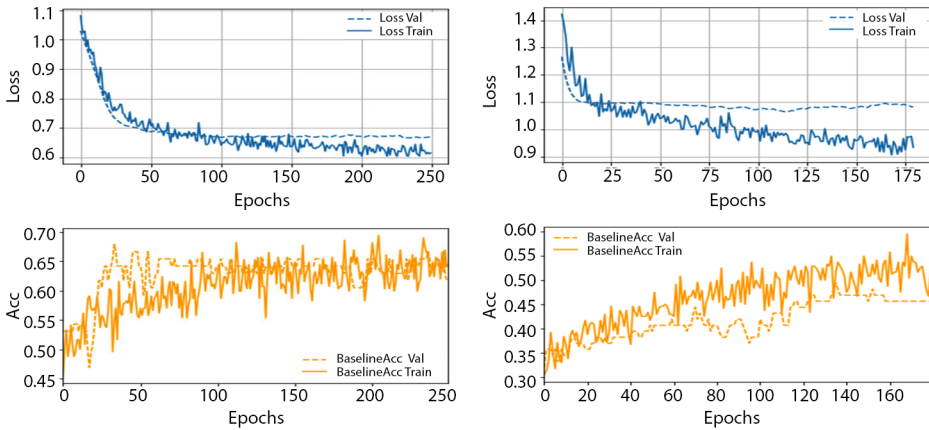 1.1
1.0
0.9
0.8
0.7
0.6
Loss
Loss Val
Loss Train
0 50 100 150 200 250
Epochs
1.4
1.3
1.2
1.1
1.0
0.9
Loss
Loss Val
Loss Train
0 25 50 75 100 125 150 175
Epochs
0.70
0.65
0.60
0.55
0.50
0.45
Acc
BaselineAcc Val
BaselineAcc Train
0 50 100 150 200 250
Epochs
0.60
0.55
0.50
0.45
0.40
0.35
0.30
Acc
BaselineAcc Val
BaselineAcc Train
0 20 40 60 80 100 120 140 160
Epochs